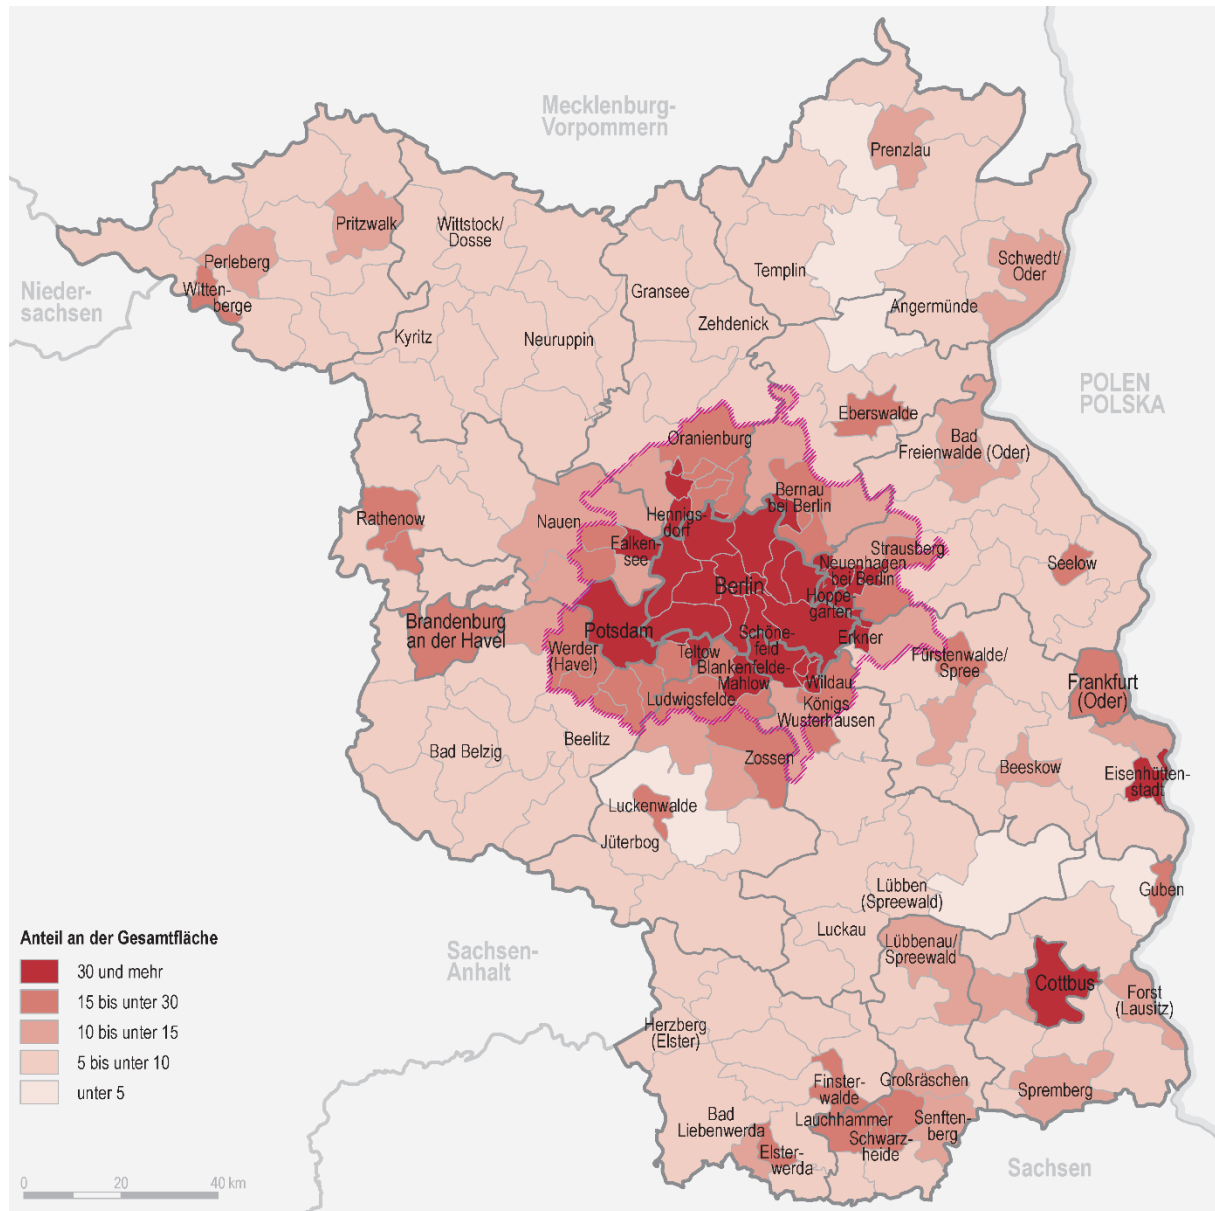 Mecklenburg-
Vorpommern
Prenzlau
Pritzwalk
Wittstock/
Dosse
Perleberg
Witten-
berge
Nieder-
sachsen
Templin
Schwedt/
Oder
Gransee
Angermünde
Zehdenick
Kyritz
Neuruppin
POLEN
POLSKA
Eberswalde
Oranienburg
Bad
Freienwalde (Oder)
Bernau
bei Berlin
Rathenow
Nauen
Hennigs-
dorf
Falken-
see
Strausberg
Neuenhagen
bei Berlin
Seelow
Berlin
Hoppe-
garten
Brandenburg
an der Havel
Potsdam
Schöne-
feld
Erkner
Werder
(Havel)
Teltow
Blankenfelde-
Mahlow
Wildau
Fürstenwalde/
Spree
Frankfurt
(Oder)
Ludwigsfelde
Königs
Wusterhausen
Bad Belzig
Beelitz
Zossen
Beeskow
Eisenhütten-
stadt
Luckenwalde
Jüterbog
Lübben
(Spreewald)
Guben
Luckau
Lübbenau/
Spreewald
Sachsen-
Anhalt
Cottbus
Forst
(Lausitz)
Herzberg
(Elster)
Finster-
walde
Großräschen
Spremberg
Bad
Liebenwerda
Lauchhammer
Schwarz-
heide
Senften-
berg
Elster-
werda
Sachsen
Anteil an der Gesamtfläche
30 und mehr
15 bis unter 30
10 bis unter 15
5 bis unter 10
unter 5
0 20 40 km